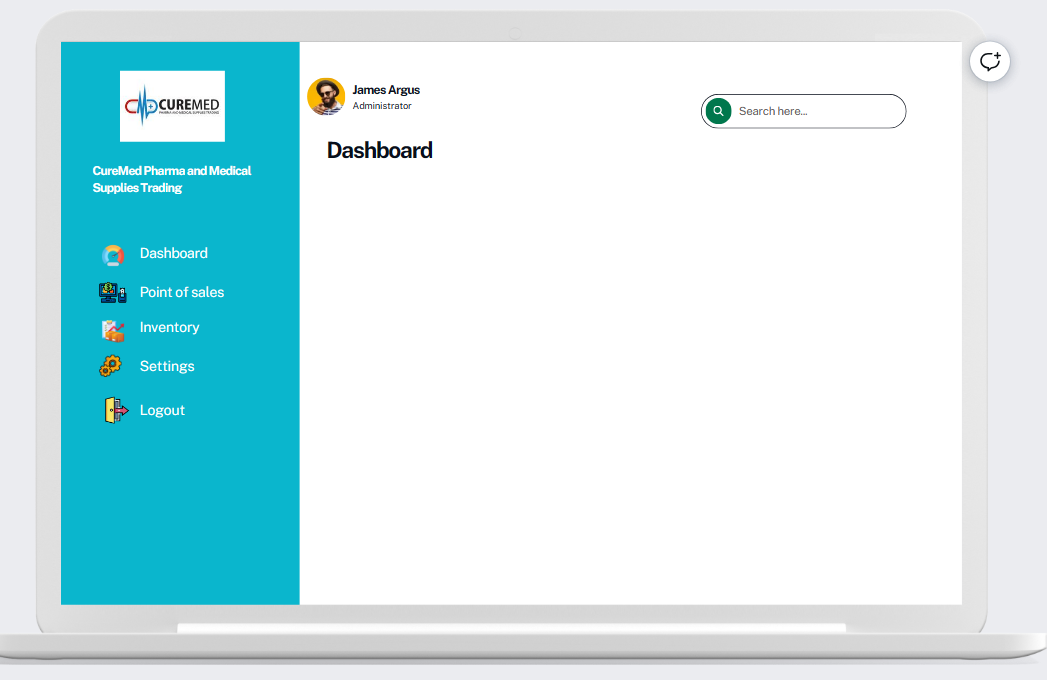 CUREMED
PHARMA AND MEDICAL SUPPLIES TRADING
CureMed Pharma and Medical
Supplies Trading
Dashboard
Point of sales
Inventory
Settings
Logout
James Argus
Administrator
Search here...
Dashboard